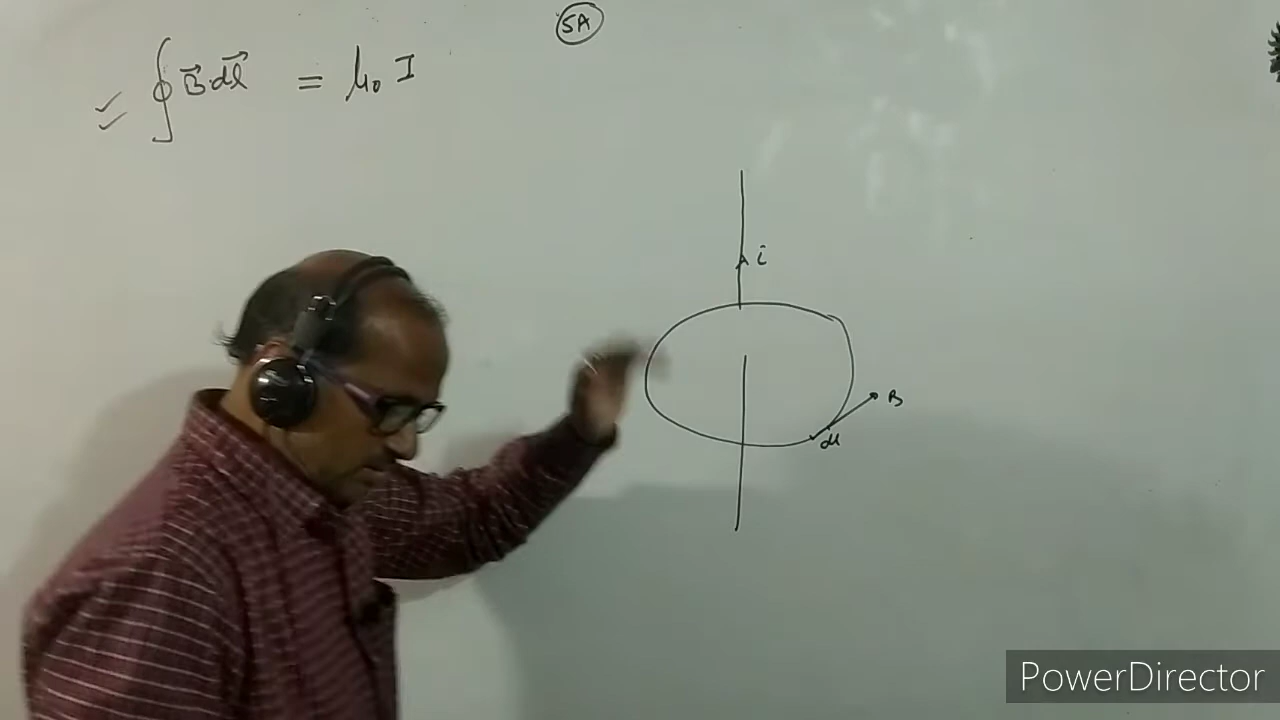 5A
∮ B⃗.dl⃗ = μ₀ I
i
B
dl
PowerDirector